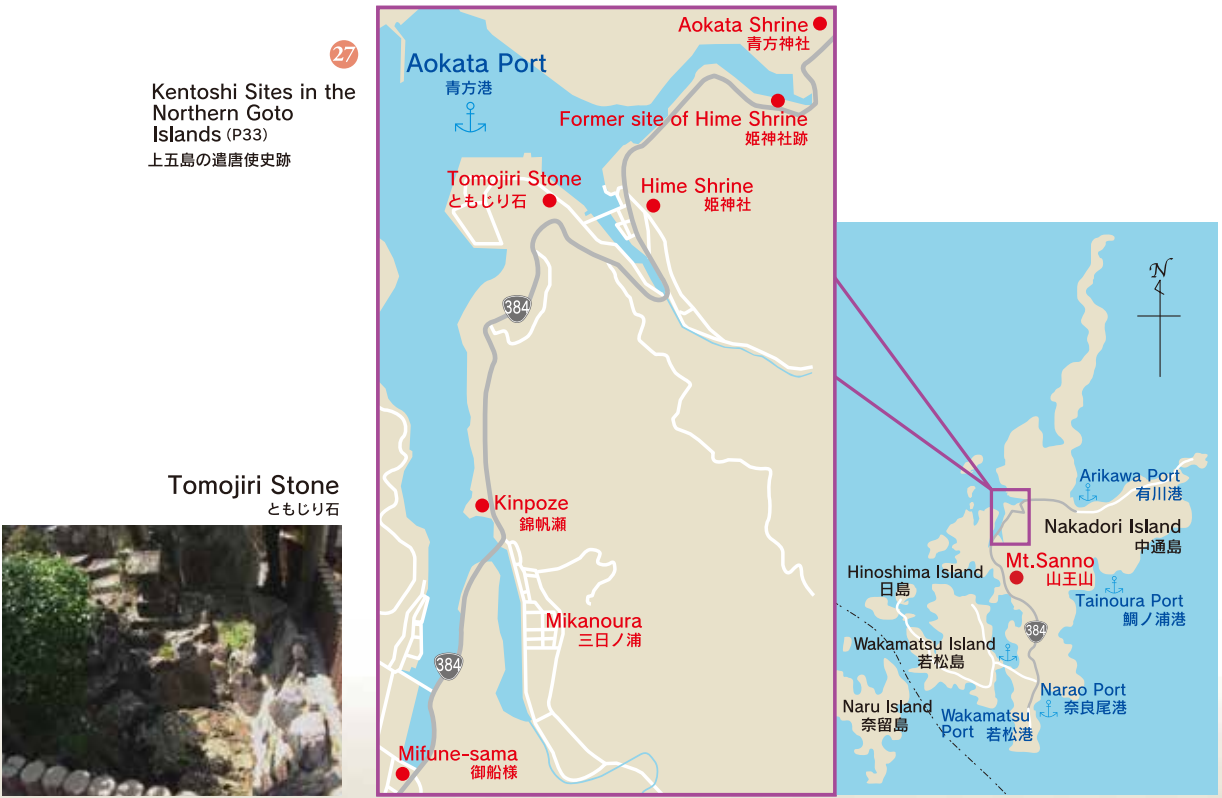 27
Kentoshi Sites in the
Northern Goto
Islands (P33)
上五島の遣唐使史跡
Tomojiri Stone
ともじり石
Aokata Shrine
青方神社
Aokata Port
青方港
Former site of Hime Shrine
姫神社跡
Tomojiri Stone
ともじり石
Hime Shrine
姫神社
384
Kinpoze
錦帆瀬
Mikanoura
三日ノ浦
384
Mifune-sama
御船様
N
Arikawa Port
有川港
Nakadori Island
中通島
Mt.Sanno
山王山
Hinoshima Island
日島
Tainoura Port
鯛ノ浦港
384
Wakamatsu Island
若松島
Narao Port
奈良尾港
Naru Island
奈留島
Wakamatsu
Port 若松港